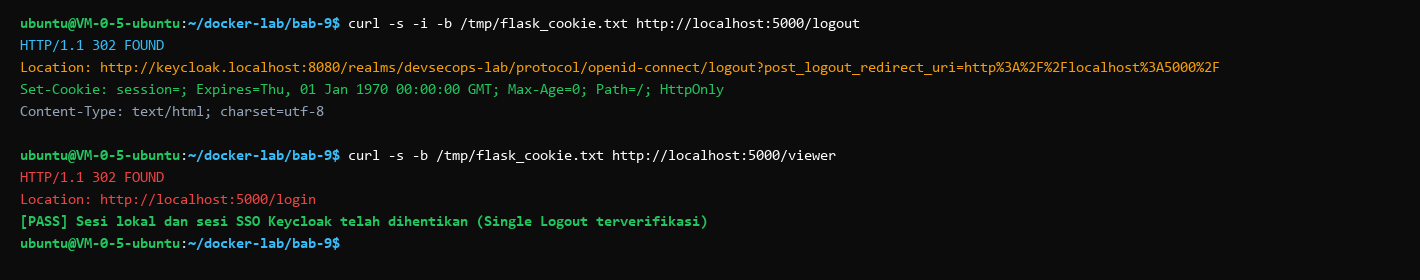 ubuntu@VM-0-5-ubuntu:~/docker-lab/bab-9$ curl -s -i -b /tmp/flask_cookie.txt http://localhost:5000/logout
HTTP/1.1 302 FOUND
Location: http://keycloak.localhost:8080/realms/devsecops-lab/protocol/openid-connect/logout?post_logout_redirect_uri=http%3A%2F%2Flocalhost%3A5000%2F
Set-Cookie: session=; Expires=Thu, 01 Jan 1970 00:00:00 GMT; Max-Age=0; Path=/; HttpOnly
Content-Type: text/html; charset=utf-8
ubuntu@VM-0-5-ubuntu:~/docker-lab/bab-9$ curl -s -b /tmp/flask_cookie.txt http://localhost:5000/viewer
HTTP/1.1 302 FOUND
Location: http://localhost:5000/login
[PASS] Sesi lokal dan sesi SSO Keycloak telah dihentikan (Single Logout terverifikasi)
ubuntu@VM-0-5-ubuntu:~/docker-lab/bab-9$